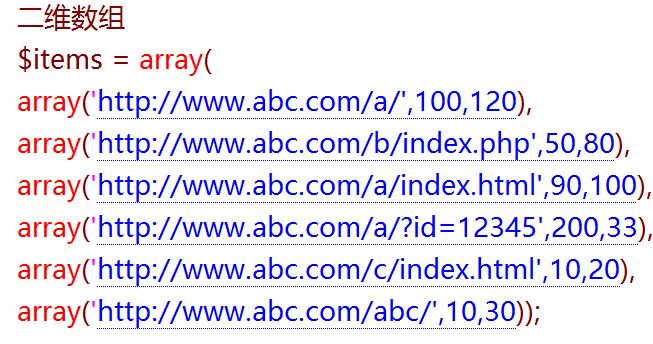 二维数组
$items = array(
array('http://www.abc.com/a/',100,120),
array('http://www.abc.com/b/index.php',50,80),
array('http://www.abc.com/a/index.html',90,100),
array('http://www.abc.com/a/?id=12345',200,33),
array('http://www.abc.com/c/index.html',10,20),
array('http://www.abc.com/abc/',10,30));